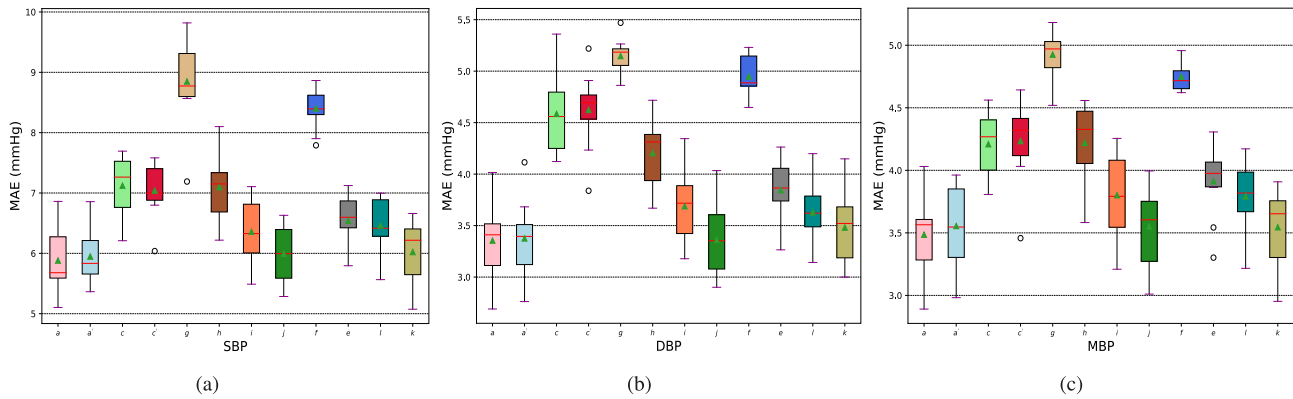 10
9
8
7
6
5
MAE (mmHg)
a a' c c' g h i j f e l k
SBP
(a)
5,5
5.0
4.5
4.0
3.5
3.0
MAE (mmHg)
a a' c c' g h i j f e l k
DBP
(b)
5.0
4.5
4.0
3.5
3.0
MAE (mmHg)
a a' c c' g h i j f e l k
MBP
(c)